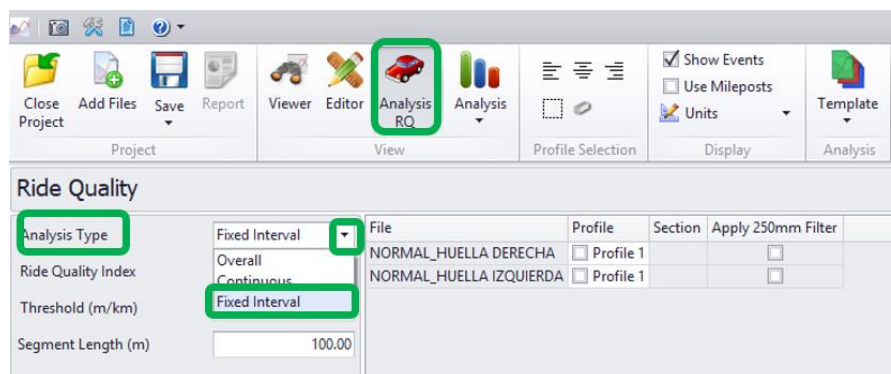 Close Project
Add Files
Save
Report
Viewer
Editor
Analysis RQ
Analysis
Show Events
Use Mileposts
Units
Template
Project
View
Profile Selection
Display
Analysis
Ride Quality
Analysis Type
Fixed Interval
File
Profile
Section
Apply 250mm Filter
Overall
NORMAL_HUELLA DERECHA
Profile 1
Ride Quality Index
Continuous
NORMAL_HUELLA IZQUIERDA
Profile 1
Threshold (m/km)
Fixed Interval
Segment Length (m)
100.00